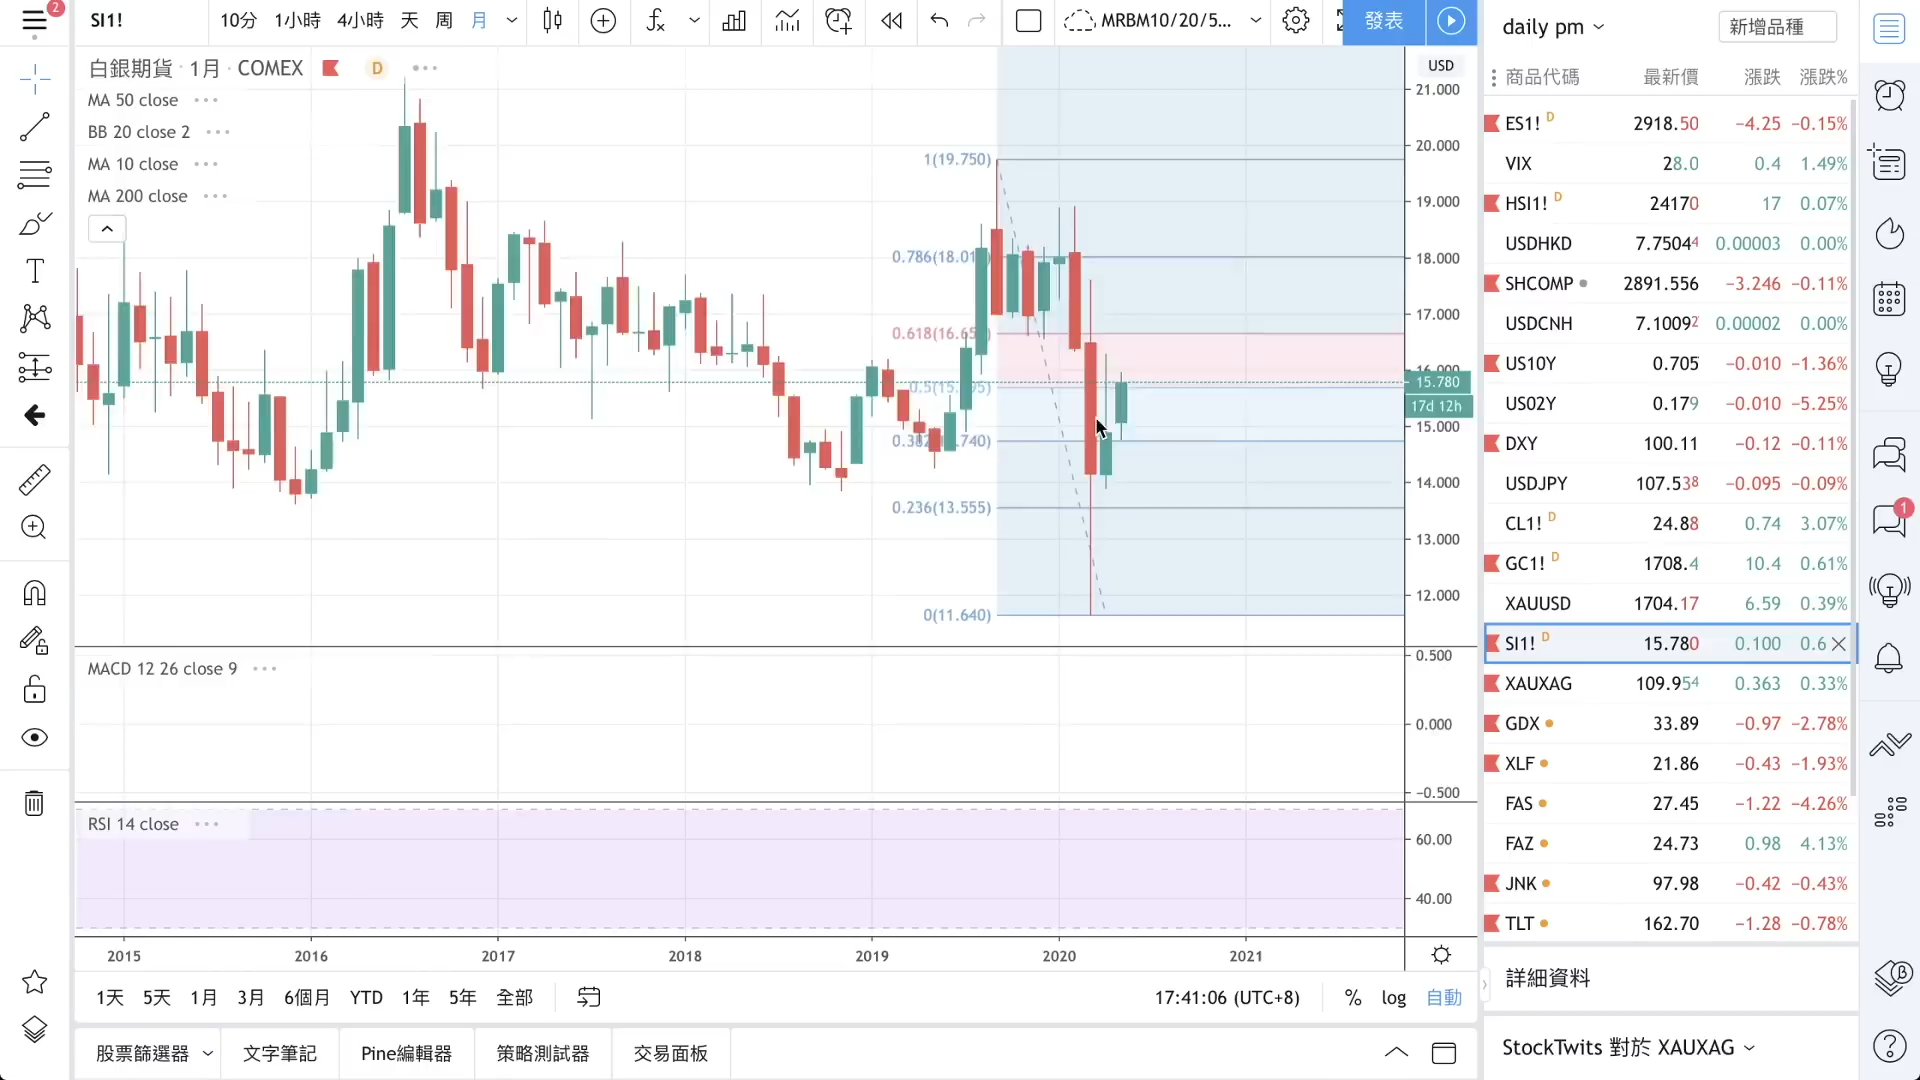 2
SI1!
10分 1小時 4小時 天 周 月
MRBM10/20/5...
發表
白銀期貨 · 1月 · COMEX D
MA 50 close
BB 20 close 2
MA 10 close
MA 200 close
1(19.750)
0.786(18.01
0.618(16.65
0.236(13.555)
0(11.640)
USD
21.000
20.000
19.000
18.000
17.000
15.780
17d 12h
15.000
14.000
13.000
12.000
MACD 12 26 close 9
0.500
0.000
−0.500
RSI 14 close
60.00
40.00
2015 2016 2017 2018 2019 2020 2021
1天 5天 1月 3月 6個月 YTD 1年 5年 全部
17:41:06 (UTC+8) % log 自動
股票篩選器 文字筆記 Pine編輯器 策略測試器 交易面板
daily pm 新增品種
商品代碼 最新價 漲跌 漲跌%
ES1! D 2918.50 −4.25 −0.15%
VIX 28.0 0.4 1.49%
HSI1! D 24170 17 0.07%
USDHKD 7.75044 0.00003 0.00%
SHCOMP 2891.556 −3.246 −0.11%
USDCNH 7.10092 0.00002 0.00%
US10Y 0.705 −0.010 −1.36%
US02Y 0.179 −0.010 −5.25%
DXY 100.11 −0.12 −0.11%
USDJPY 107.538 −0.095 −0.09%
CL1! D 24.88 0.74 3.07%
GC1! D 1708.4 10.4 0.61%
XAUUSD 1704.17 6.59 0.39%
SI1! D 15.780 0.100 0.6
XAUXAG 109.954 0.363 0.33%
GDX 33.89 −0.97 −2.78%
XLF 21.86 −0.43 −1.93%
FAS 27.45 −1.22 −4.26%
FAZ 24.73 0.98 4.13%
JNK 97.98 −0.42 −0.43%
TLT 162.70 −1.28 −0.78%
詳細資料
StockTwits 對於 XAUXAG
1